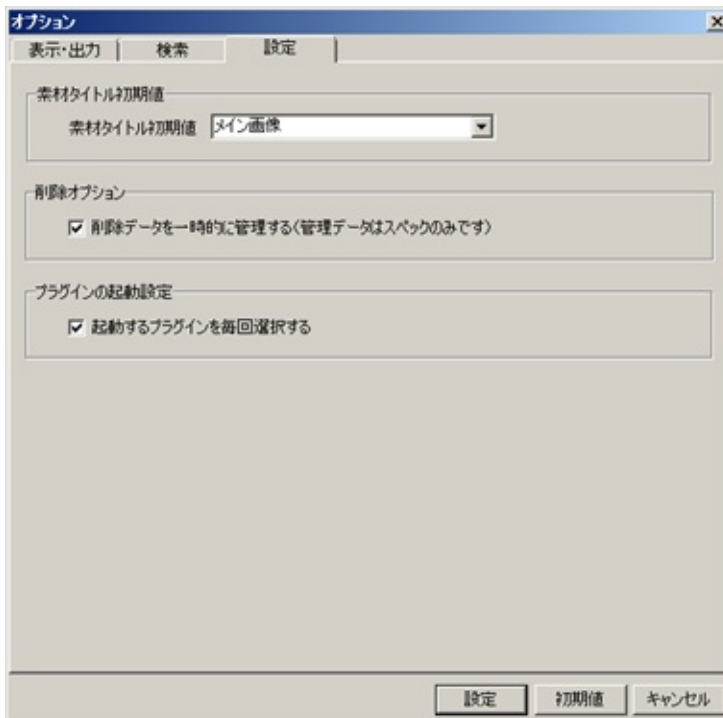 オプション
表示・出力 検索 設定
素材タイトル初期値
素材タイトル初期値 メイン画像
削除オプション
削除データを一時的に管理する(管理データはスペックのみです)
プラグインの起動設定
起動するプラグインを毎回選択する
設定 初期値 キャンセル